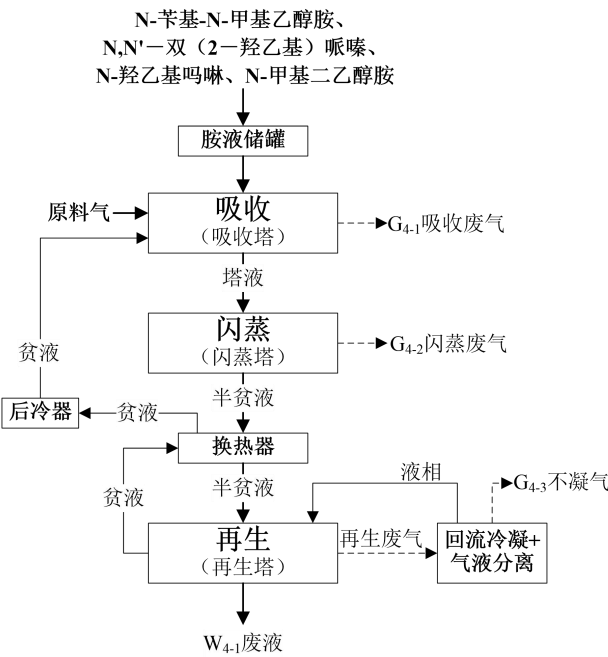 N-苄基-N-甲基乙醇胺、
N,N'－双（2－羟乙基）哌嗪、
N-羟乙基吗啉、N-甲基二乙醇胺
胺液储罐
原料气
吸收
（吸收塔）
G4-1吸收废气
塔液
闪蒸
（闪蒸塔）
G4-2闪蒸废气
贫液
半贫液
后冷器
贫液
换热器
贫液
半贫液
液相
G4-3不凝气
再生
（再生塔）
再生废气
回流冷凝+
气液分离
W4-1废液